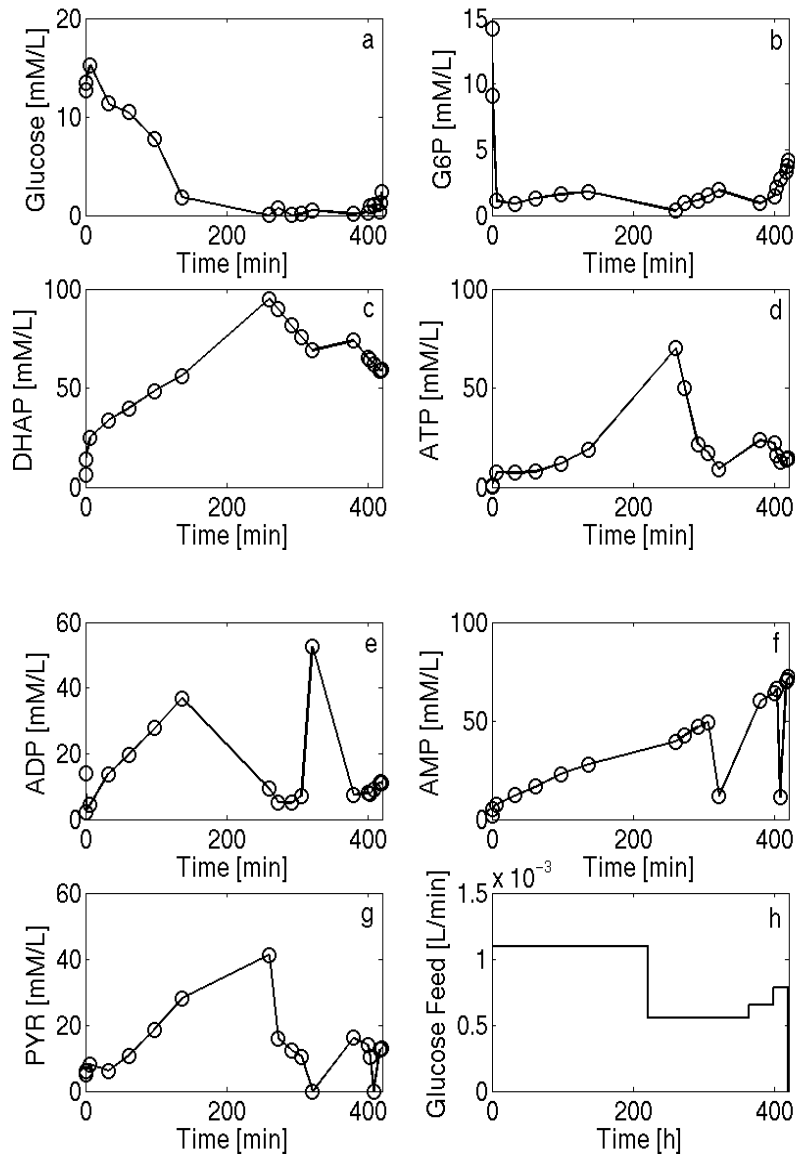 a
20
10
0
Glucose [mM/L]
0 200 400
Time [min]
b
15
10
5
0
G6P [mM/L]
0 200 400
Time [min]
c
100
50
0
DHAP [mM/L]
0 200 400
Time [min]
d
100
50
0
ATP [mM/L]
0 200 400
Time [min]
e
60
40
20
0
ADP [mM/L]
0 200 400
Time [min]
f
100
50
0
AMP [mM/L]
0 200 400
Time [min]
g
60
40
20
0
PYR [mM/L]
0 200 400
Time [min]
x 10⁻³
h
1.5
1
0.5
0
Glucose Feed [L/min]
0 200 400
Time [h]